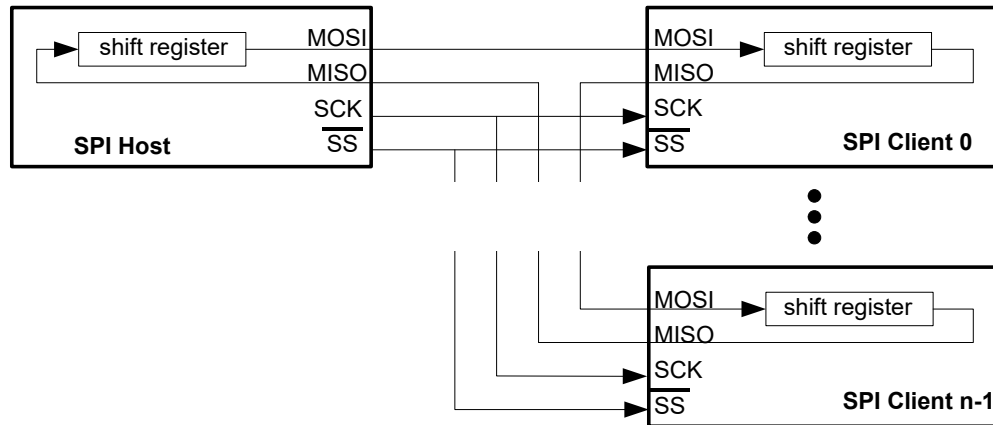 shift register
MOSI
MISO
SCK
SS
SPI Host
MOSI
shift register
MISO
SCK
SS
SPI Client 0
MOSI
shift register
MISO
SCK
SS
SPI Client n-1